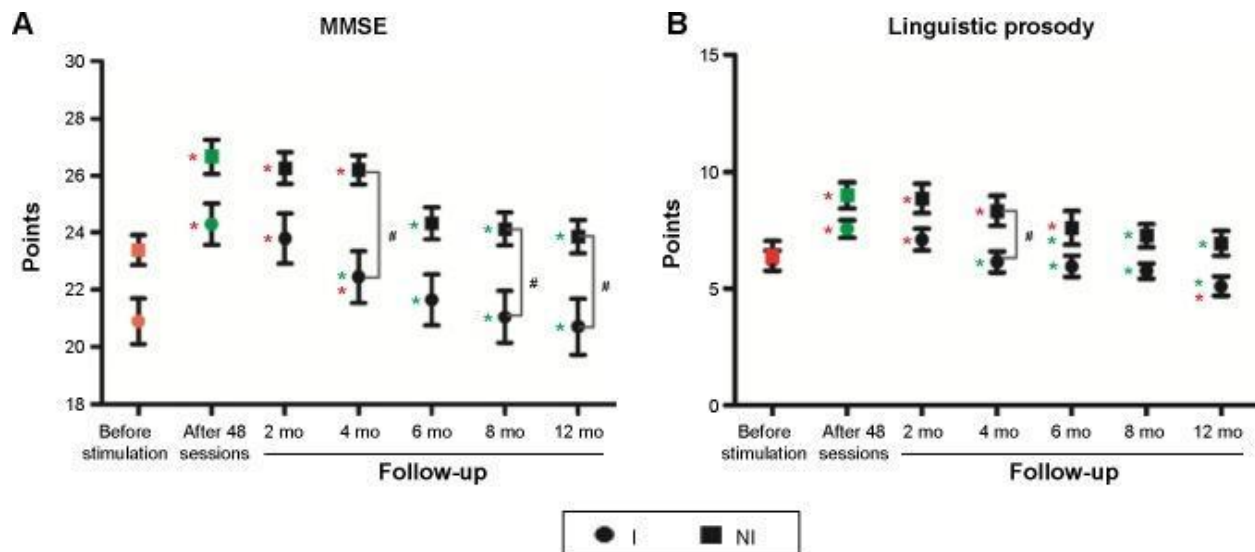 A
MMSE
Points
30
28
26
24
22
20
18
*
*
*
*
*
*
*
#
*
*
*
*
#
*
*
#
Before stimulation
After 48 sessions
2 mo
4 mo
6 mo
8 mo
12 mo
Follow-up
B
Linguistic prosody
Points
15
10
5
0
*
*
*
*
*
*
#
*
*
*
*
*
*
*
*
Before stimulation
After 48 sessions
2 mo
4 mo
6 mo
8 mo
12 mo
Follow-up
I
NI